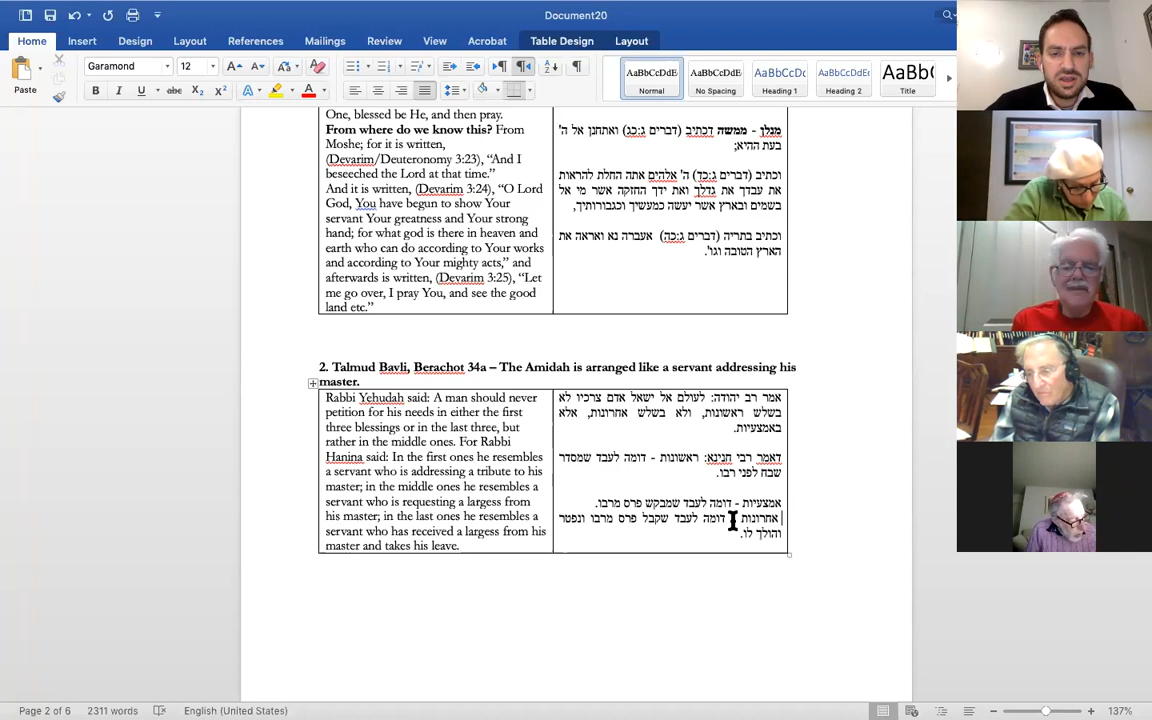 Document20
Home Insert Design Layout References Mailings Review View Acrobat Table Design Layout
Garamond 12
Paste
AaBbCcDdE AaBbCcDdE AaBbCcDc AaBbCcDdE AaBb(
Normal No Spacing Heading 1 Heading 2 Title
One, blessed be He, and then pray.
From where do we know this? From
Moshe; for it is written,
(Devarim/Deuteronomy 3:23), “And I
beseeched the Lord at that time.”
And it is written, (Devarim 3:24), “O Lord
God, You have begun to show Your
servant Your greatness and Your strong
hand; for what god is there in heaven and
earth who can do according to Your works
and according to Your mighty acts,” and
afterwards is written, (Devarim 3:25), “Let
me go over, I pray You, and see the good
land etc.”
מנלן - ממשה דכתיב (דברים ג:כג) ואתחנן אל ה'
בעת ההיא;
וכתיב (דברים ג:כד) ה' אלהים אתה החלת להראות
את עבדך את גדלך ואת ידך החזקה אשר מי אל
בשמים ובארץ אשר יעשה כמעשיך וכגבורותיך,
וכתיב בתריה (דברים ג:כה) אעברה נא ואראה את
הארץ הטובה וגו'.
2. Talmud Bavli, Berachot 34a – The Amidah is arranged like a servant addressing his
master.
Rabbi Yehudah said: A man should never
petition for his needs in either the first
three blessings or in the last three, but
rather in the middle ones. For Rabbi
Hanina said: In the first ones he resembles
a servant who is addressing a tribute to his
master; in the middle ones he resembles a
servant who is requesting a largess from
his master; in the last ones he resembles a
servant who has received a largess from his
master and takes his leave.
אמר רב יהודה: לעולם אל ישאל אדם צרכיו לא
בשלש ראשונות, ולא בשלש אחרונות, אלא
באמצעיות.
דאמר רבי חנינא: ראשונות - דומה לעבד שמסדר
שבח לפני רבו.
אמצעיות - דומה לעבד שמבקש פרס מרבו.
אחרונות דומה לעבד שקבל פרס מרבו ונפטר
והולך לו.
Page 2 of 6 2311 words English (United States) 137%